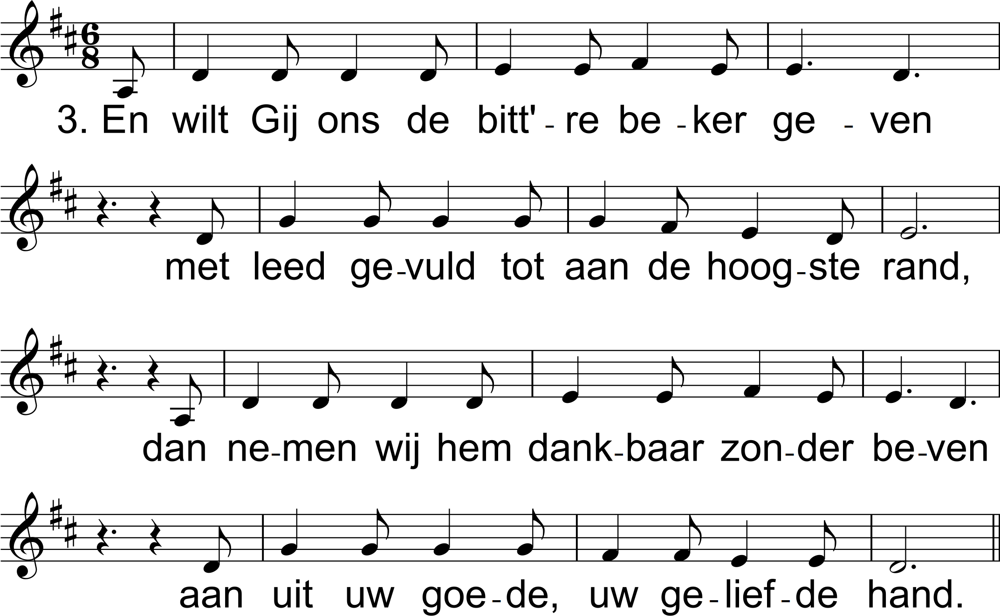 3. En wilt Gij ons de bitt'-re be-ker ge-ven
met leed ge-vuld tot aan de hoog-ste rand,
dan ne-men wij hem dank-baar zon-der be-ven
aan uit uw goe-de, uw ge-lief-de hand.